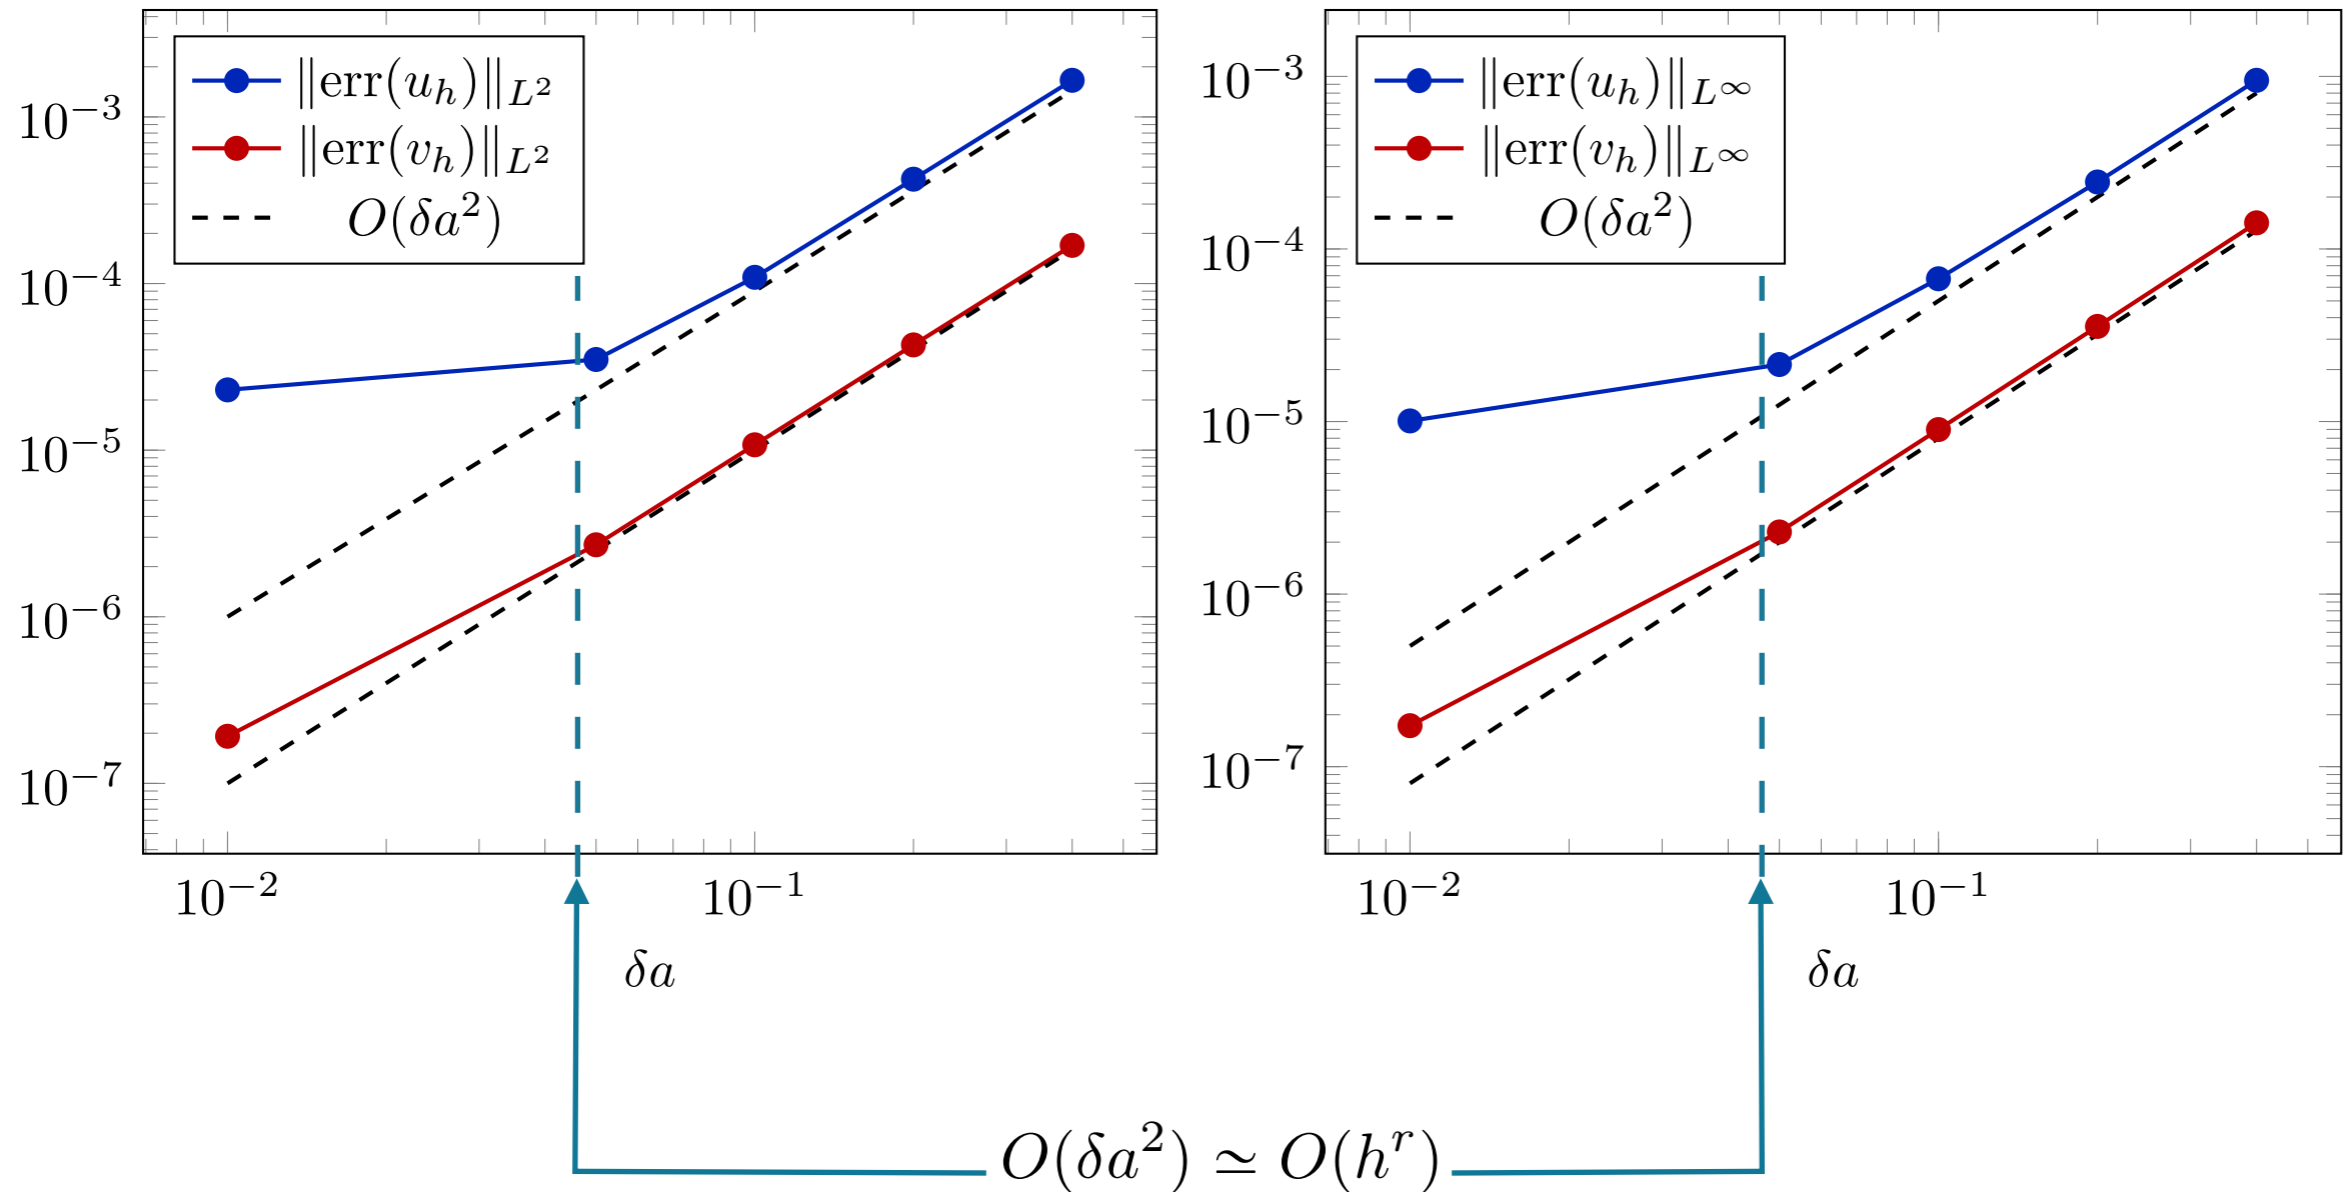 ‖err(u_h)‖_{L^2}
‖err(v_h)‖_{L^2}
O(δa^2)
10^{-3}
10^{-4}
10^{-5}
10^{-6}
10^{-7}
10^{-2} 10^{-1}
δa
‖err(u_h)‖_{L^∞}
‖err(v_h)‖_{L^∞}
O(δa^2)
10^{-3}
10^{-4}
10^{-5}
10^{-6}
10^{-7}
10^{-2} 10^{-1}
δa
O(δa^2) ≃ O(h^r)